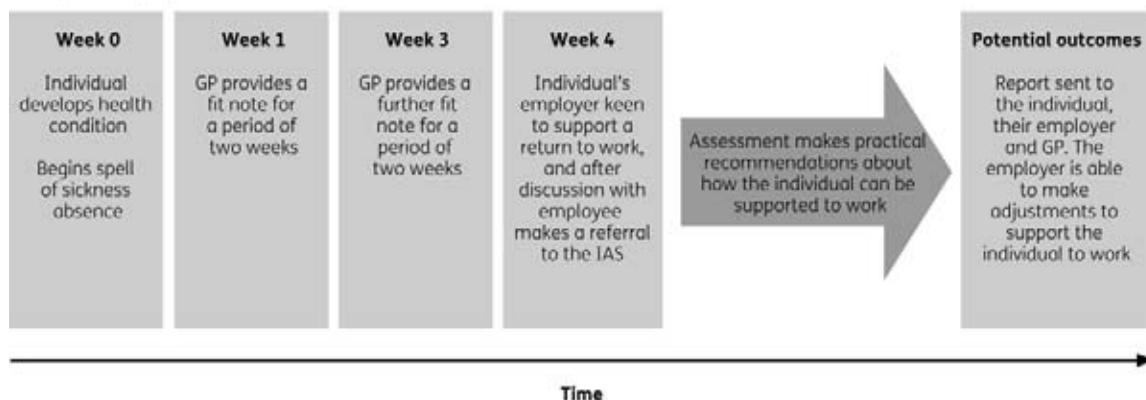 Week 0
Individual
develops health
condition
Begins spell
of sickness
absence
Week 1
GP provides a
fit note for
a period of
two weeks
Week 3
GP provides a
further fit
note for a
period of
two weeks
Week 4
Individual's
employer keen
to support a
return to work,
and after
discussion with
employee
makes a referral
to the IAS
Assessment makes practical
recommendations about
how the individual can be
supported to work
Potential outcomes
Report sent to
the individual,
their employer
and GP. The
employer is able
to make
adjustments to
support the
individual to work
Time